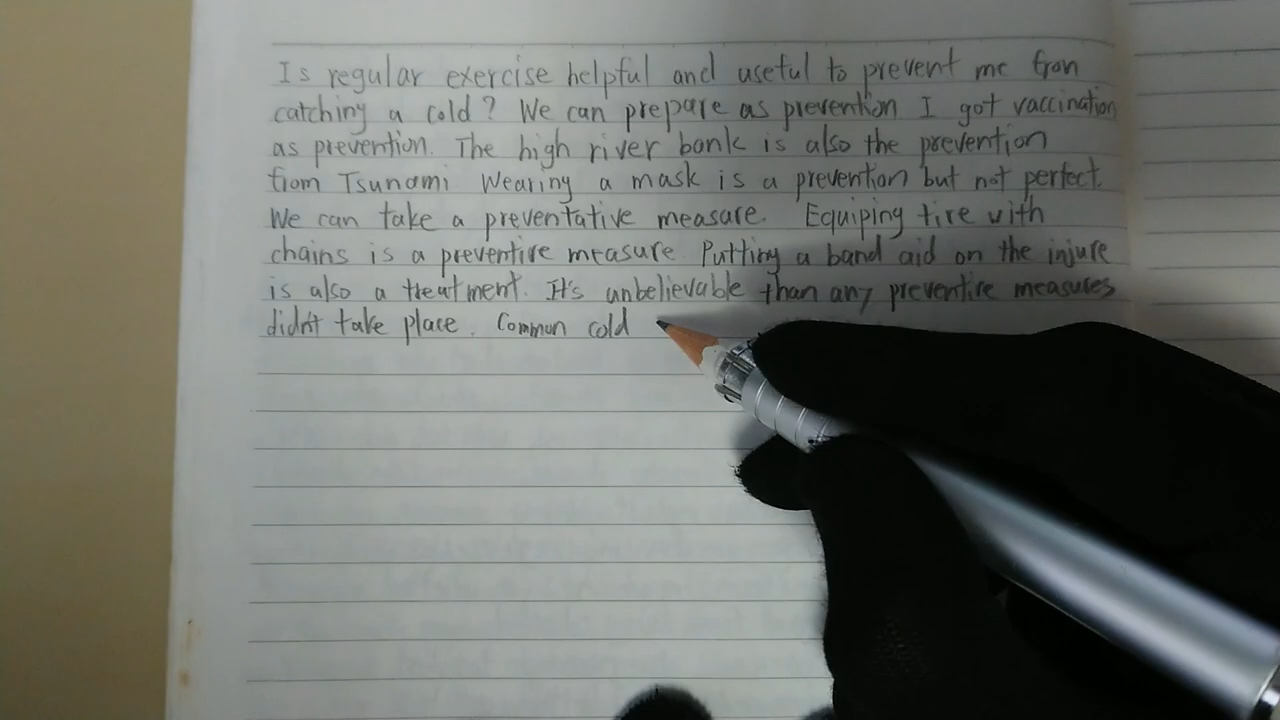 Is regular exercise helpful and useful to prevent me from
catching a cold? We can prepare as prevention I got vaccination
as prevention. The high river bank is also the prevention
from Tsunami Wearing a mask is a prevention but not perfect.
We can take a preventative measure. Equiping tire with
chains is a preventive measure Putting a band aid on the injure
is also a treatment. It's unbelievable than any preventive measures
didn't take place. Common cold